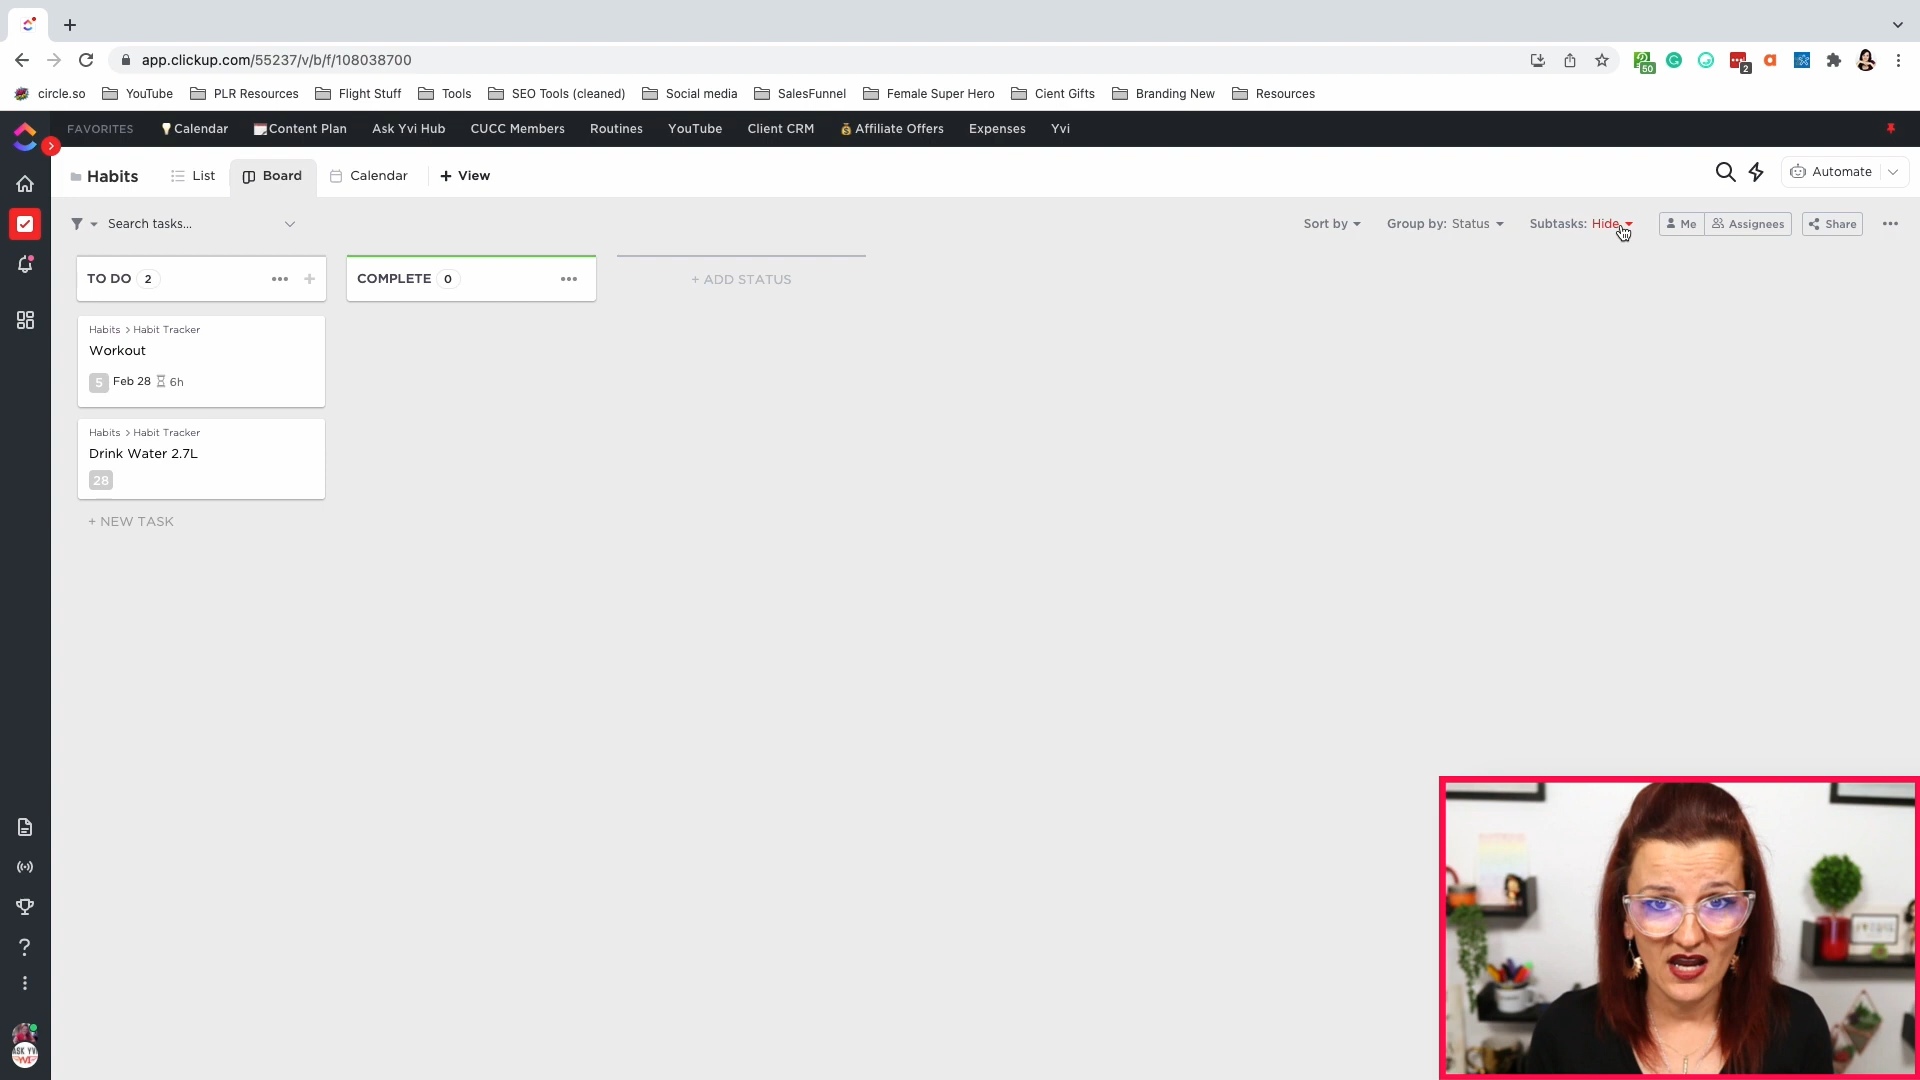 app.clickup.com/55237/v/b/f/108038700
50
2
circle.so YouTube PLR Resources Flight Stuff Tools SEO Tools (cleaned) Social media SalesFunnel Female Super Hero Cient Gifts Branding New Resources
FAVORITES Calendar Content Plan Ask Yvi Hub CUCC Members Routines YouTube Client CRM Affiliate Offers Expenses Yvi
Habits List Board Calendar + View Automate
Search tasks... Sort by Group by: Status Subtasks: Hide Me Assignees Share
TO DO 2 COMPLETE 0 + ADD STATUS
Habits > Habit Tracker
Workout
5 Feb 28 6h
Habits > Habit Tracker
Drink Water 2.7L
28
+ NEW TASK
ASK YVI